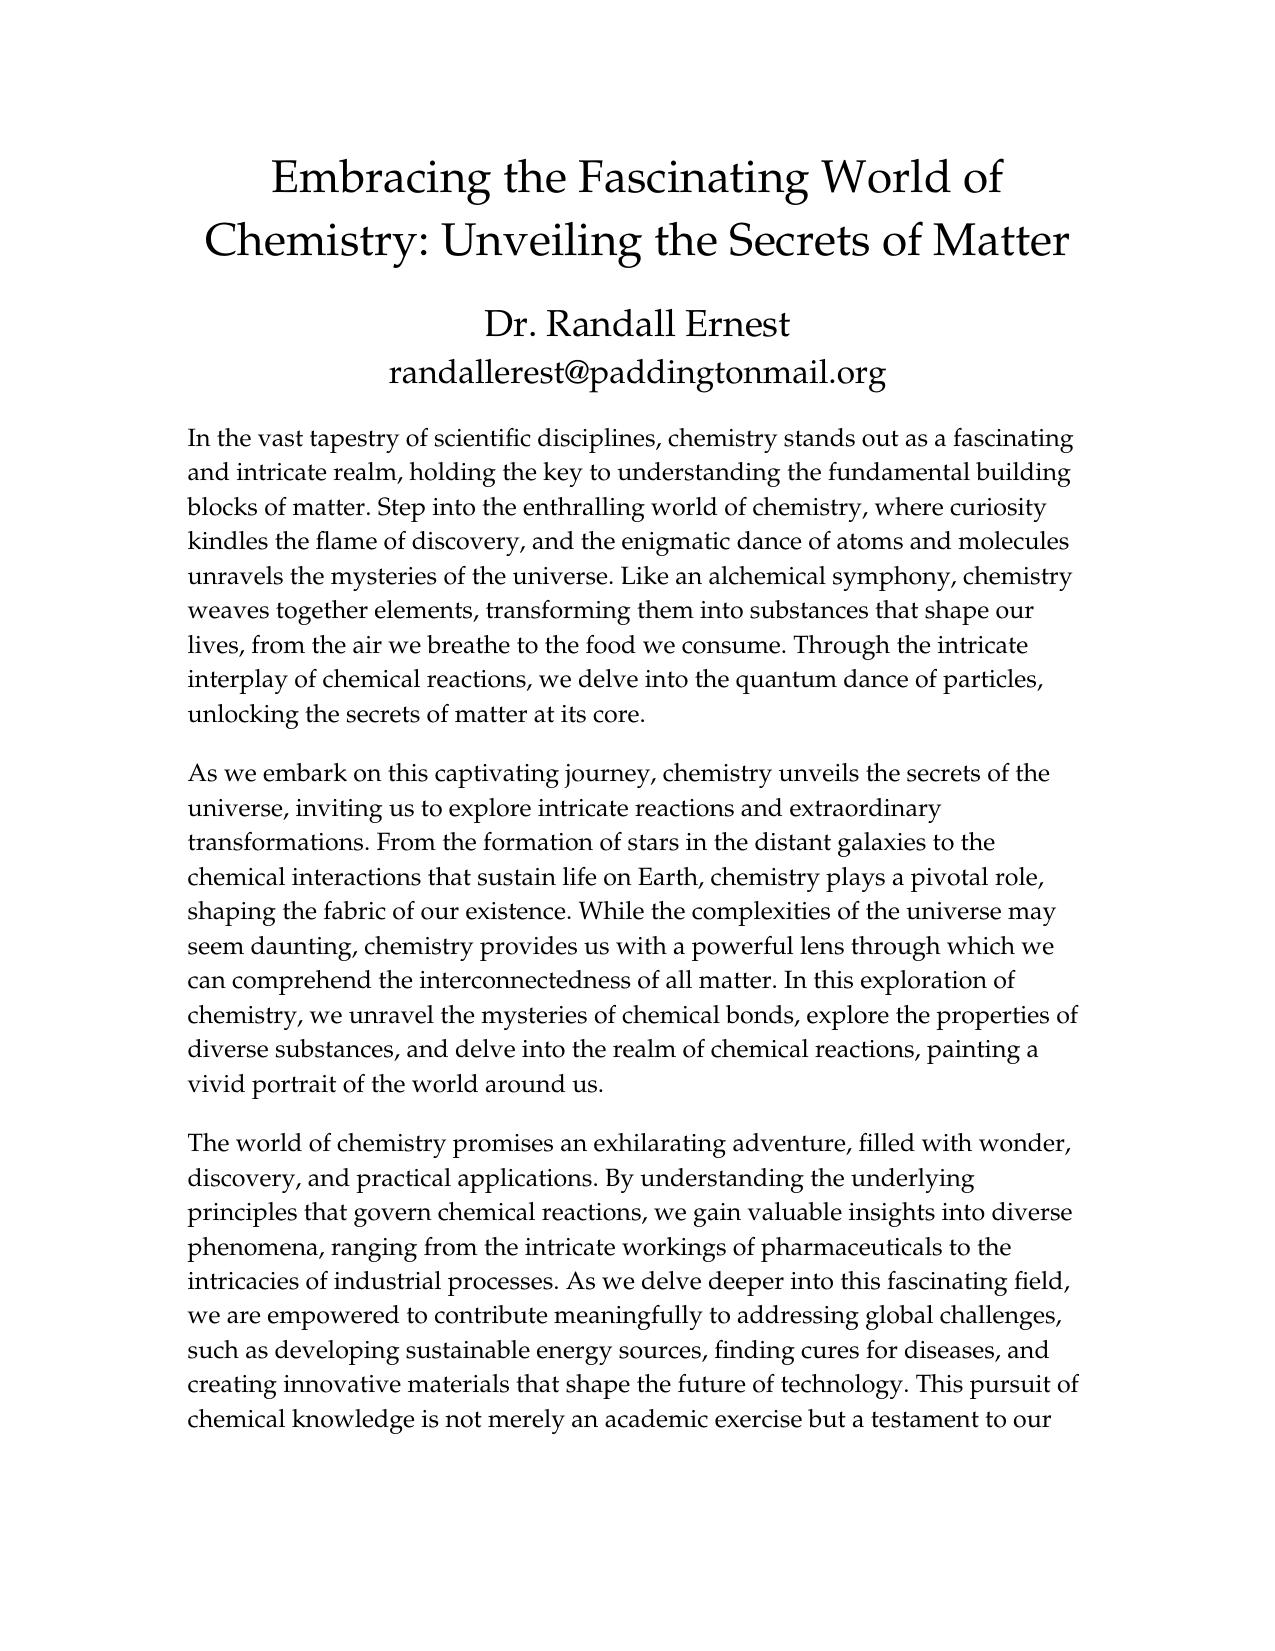 Embracing the Fascinating World of
Chemistry: Unveiling the Secrets of Matter
Dr. Randall Ernest
randallerest@paddingtonmail.org
In the vast tapestry of scientific disciplines, chemistry stands out as a fascinating
and intricate realm, holding the key to understanding the fundamental building
blocks of matter. Step into the enthralling world of chemistry, where curiosity
kindles the flame of discovery, and the enigmatic dance of atoms and molecules
unravels the mysteries of the universe. Like an alchemical symphony, chemistry
weaves together elements, transforming them into substances that shape our
lives, from the air we breathe to the food we consume. Through the intricate
interplay of chemical reactions, we delve into the quantum dance of particles,
unlocking the secrets of matter at its core.
As we embark on this captivating journey, chemistry unveils the secrets of the
universe, inviting us to explore intricate reactions and extraordinary
transformations. From the formation of stars in the distant galaxies to the
chemical interactions that sustain life on Earth, chemistry plays a pivotal role,
shaping the fabric of our existence. While the complexities of the universe may
seem daunting, chemistry provides us with a powerful lens through which we
can comprehend the interconnectedness of all matter. In this exploration of
chemistry, we unravel the mysteries of chemical bonds, explore the properties of
diverse substances, and delve into the realm of chemical reactions, painting a
vivid portrait of the world around us.
The world of chemistry promises an exhilarating adventure, filled with wonder,
discovery, and practical applications. By understanding the underlying
principles that govern chemical reactions, we gain valuable insights into diverse
phenomena, ranging from the intricate workings of pharmaceuticals to the
intricacies of industrial processes. As we delve deeper into this fascinating field,
we are empowered to contribute meaningfully to addressing global challenges,
such as developing sustainable energy sources, finding cures for diseases, and
creating innovative materials that shape the future of technology. This pursuit of
chemical knowledge is not merely an academic exercise but a testament to our